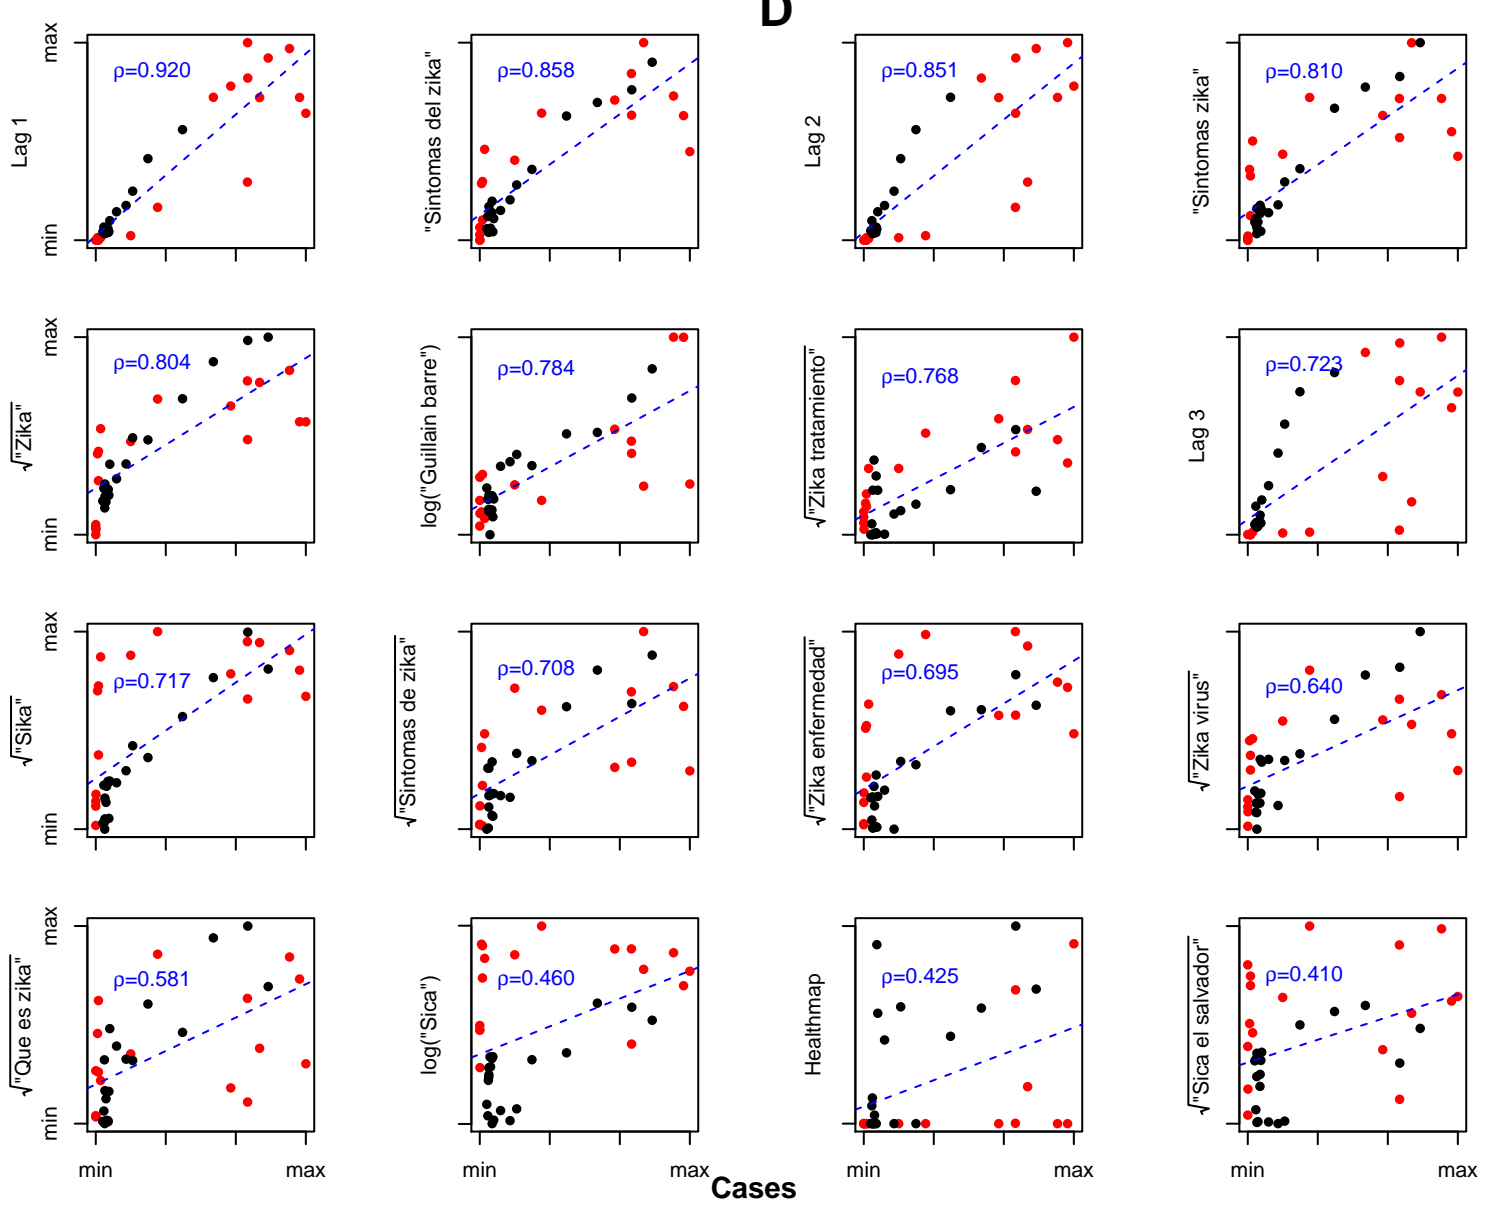 D
max
Lag 1
min
ρ=0.920
"Sintomas del zika"
ρ=0.858
Lag 2
ρ=0.851
"Sintomas zika"
ρ=0.810
max
√"Zika"
min
ρ=0.804
log("Guillain barre")
ρ=0.784
√"Zika tratamiento"
ρ=0.768
Lag 3
ρ=0.723
max
√"Sika"
min
ρ=0.717
√"Sintomas de zika"
ρ=0.708
√"Zika enfermedad"
ρ=0.695
√"Zika virus"
ρ=0.640
max
√"Que es zika"
min
ρ=0.581
log("Sica")
ρ=0.460
Healthmap
ρ=0.425
√"Sica el salvador"
ρ=0.410
min max min max min max min max
Cases